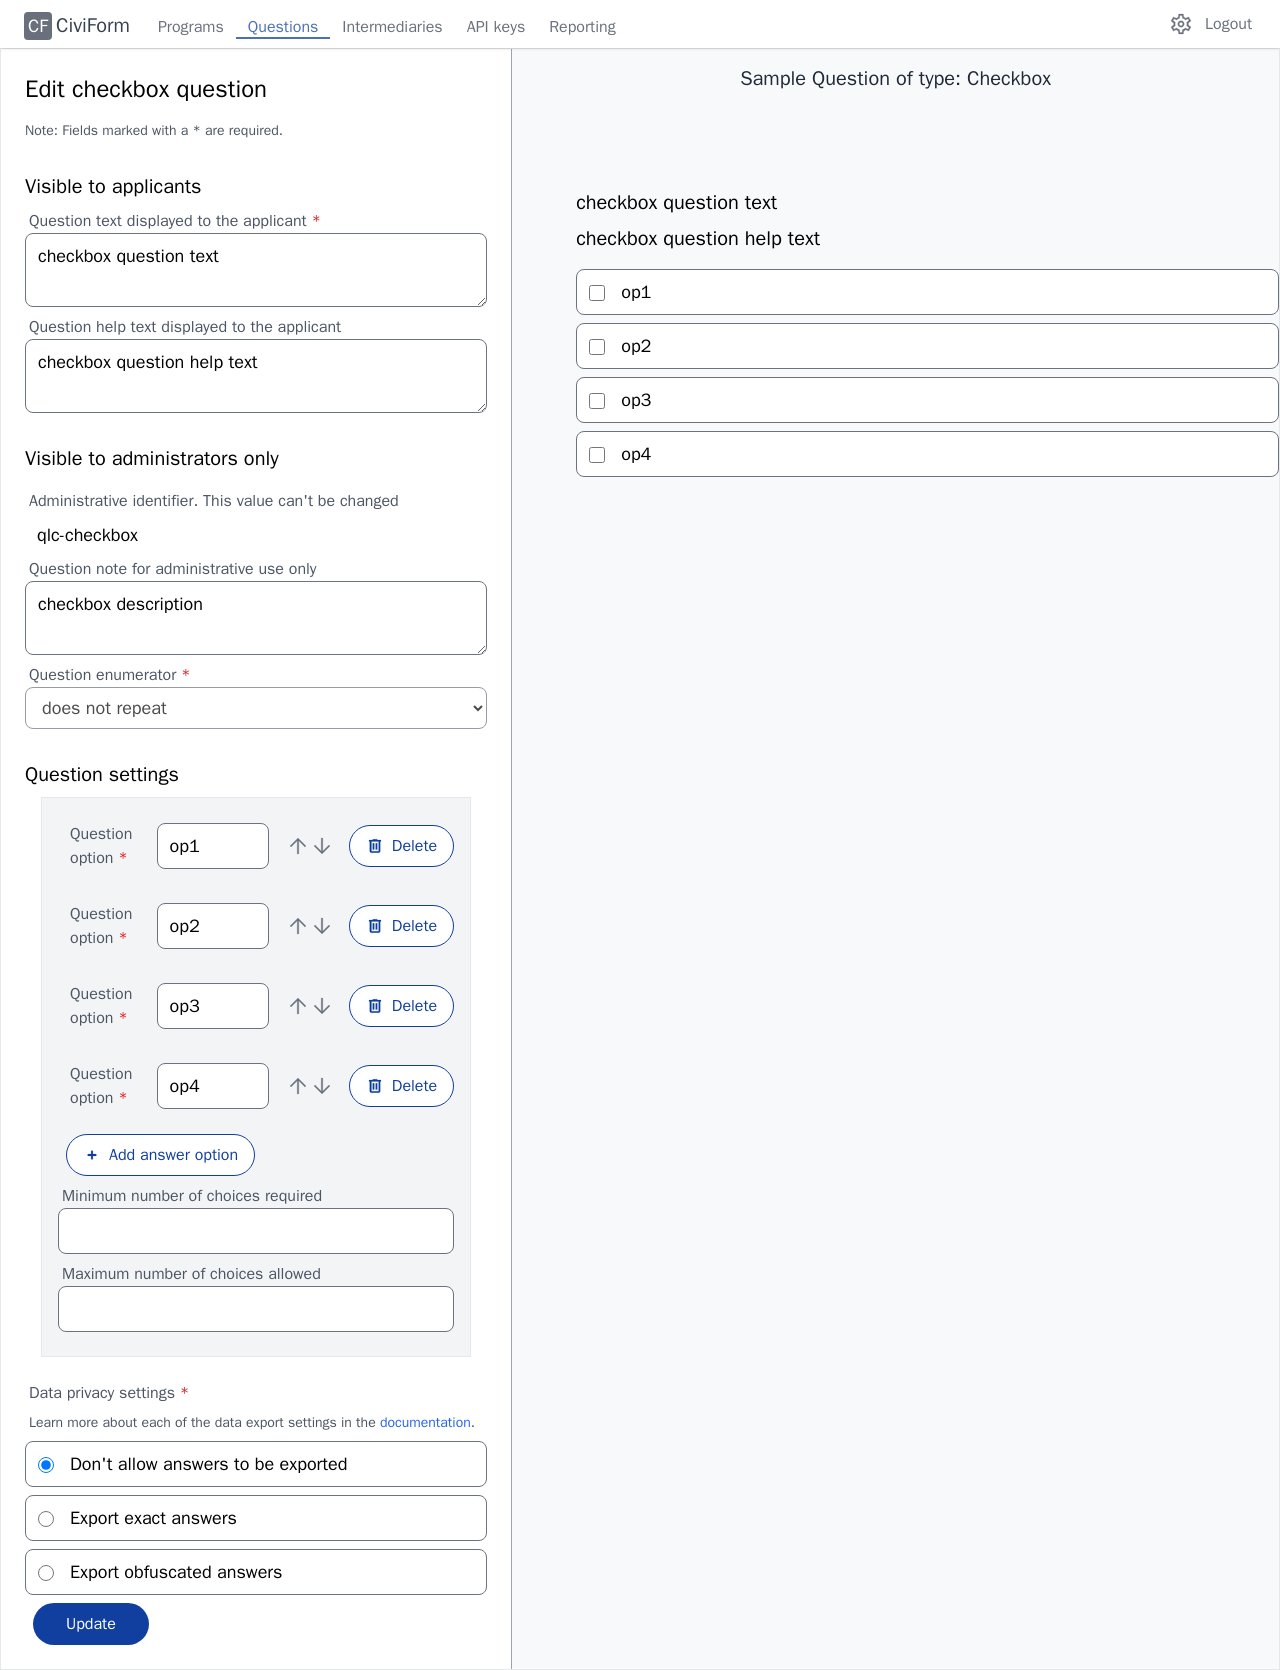 CF CiviForm Programs Questions Intermediaries API keys Reporting Logout
Edit checkbox question
Note: Fields marked with a * are required.
Visible to applicants
Question text displayed to the applicant *
checkbox question text
Question help text displayed to the applicant
checkbox question help text
Visible to administrators only
Administrative identifier. This value can't be changed
qlc-checkbox
Question note for administrative use only
checkbox description
Question enumerator *
does not repeat
Question settings
Question option *
op1
Delete
Question option *
op2
Delete
Question option *
op3
Delete
Question option *
op4
Delete
+ Add answer option
Minimum number of choices required
Maximum number of choices allowed
Data privacy settings *
Learn more about each of the data export settings in the documentation.
Don't allow answers to be exported
Export exact answers
Export obfuscated answers
Update
Sample Question of type: Checkbox
checkbox question text
checkbox question help text
op1
op2
op3
op4